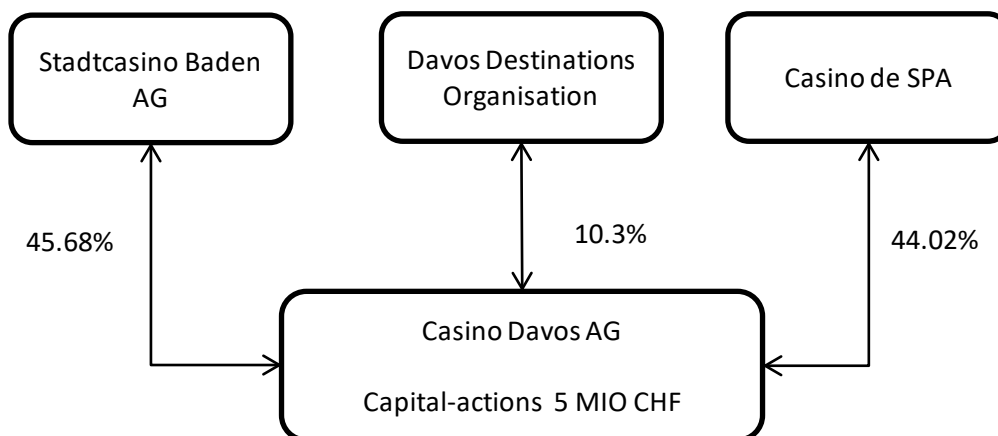 Stadtcasino Baden
AG
Davos Destinations
Organisation
Casino de SPA
45.68%
10.3%
44.02%
Casino Davos AG
Capital-actions 5 MIO CHF